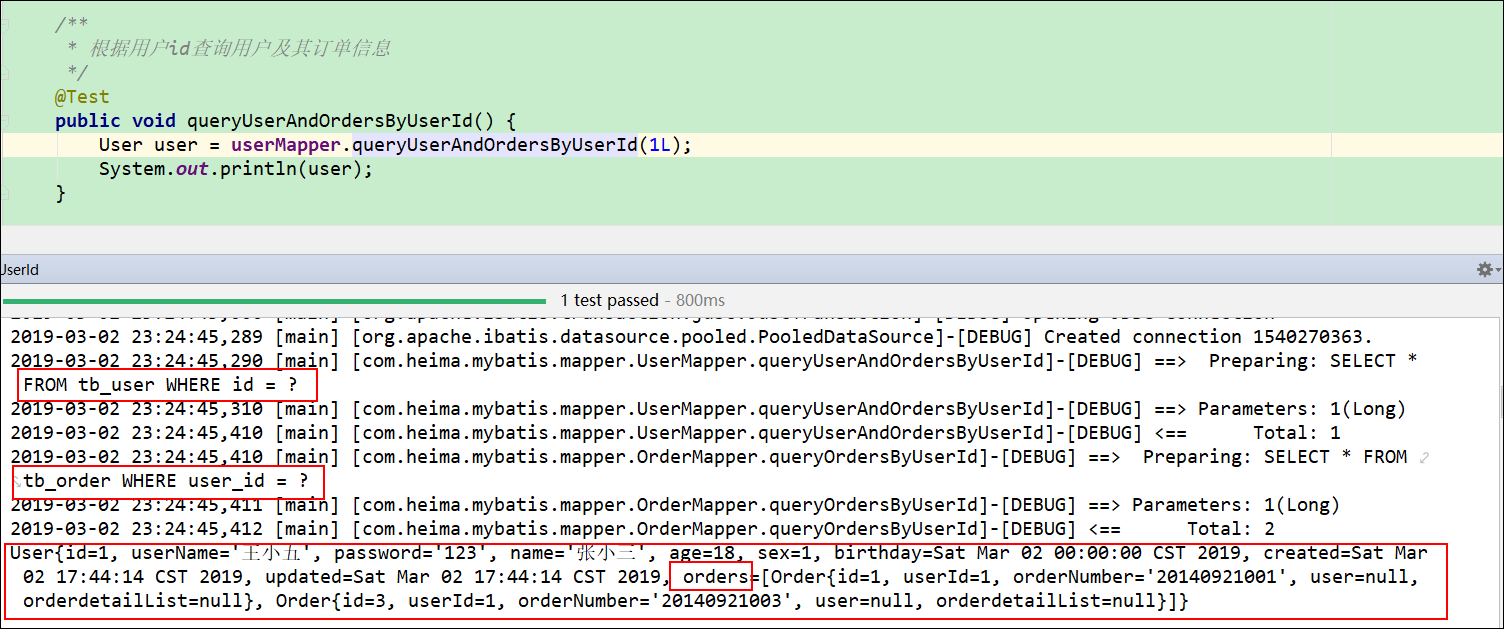 /**
* 根据用户id查询用户及其订单信息
*/
@Test
public void queryUserAndOrdersByUserId() {
User user = userMapper.queryUserAndOrdersByUserId(1L);
System.out.println(user);
}
UserId
1 test passed - 800ms
2019-03-02 23:24:45,289 [main] [org.apache.ibatis.datasource.pooled.PooledDataSource]-[DEBUG] Created connection 1540270363.
2019-03-02 23:24:45,290 [main] [com.heima.mybatis.mapper.UserMapper.queryUserAndOrdersByUserId]-[DEBUG] ==>  Preparing: SELECT *
FROM tb_user WHERE id = ?
2019-03-02 23:24:45,310 [main] [com.heima.mybatis.mapper.UserMapper.queryUserAndOrdersByUserId]-[DEBUG] ==> Parameters: 1(Long)
2019-03-02 23:24:45,410 [main] [com.heima.mybatis.mapper.UserMapper.queryUserAndOrdersByUserId]-[DEBUG] <==      Total: 1
2019-03-02 23:24:45,410 [main] [com.heima.mybatis.mapper.OrderMapper.queryOrdersByUserId]-[DEBUG] ==>  Preparing: SELECT * FROM
tb_order WHERE user_id = ?
2019-03-02 23:24:45,411 [main] [com.heima.mybatis.mapper.OrderMapper.queryOrdersByUserId]-[DEBUG] ==> Parameters: 1(Long)
2019-03-02 23:24:45,412 [main] [com.heima.mybatis.mapper.OrderMapper.queryOrdersByUserId]-[DEBUG] <==      Total: 2
User{id=1, userName='王小五', password='123', name='张小三', age=18, sex=1, birthday=Sat Mar 02 00:00:00 CST 2019, created=Sat Mar
02 17:44:14 CST 2019, updated=Sat Mar 02 17:44:14 CST 2019, orders=[Order{id=1, userId=1, orderNumber='20140921001', user=null,
orderdetailList=null}, Order{id=3, userId=1, orderNumber='20140921003', user=null, orderdetailList=null}]}